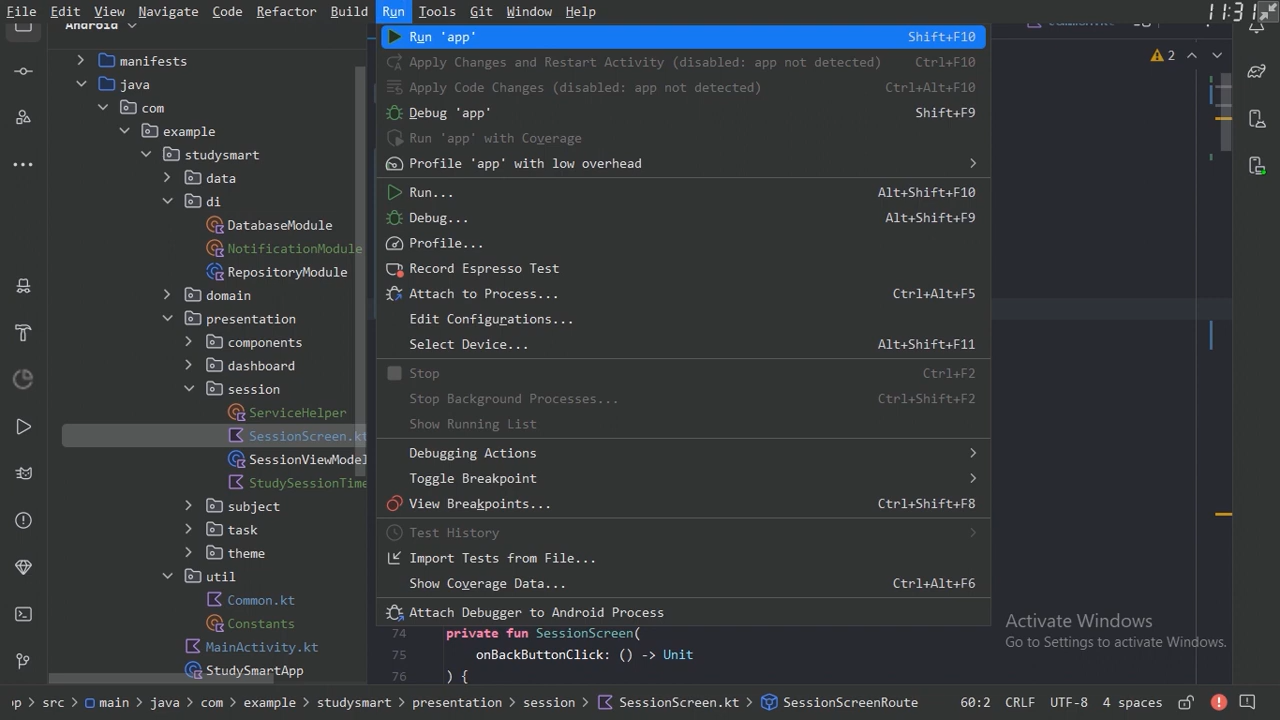 File Edit View Navigate Code Refactor Build Run Tools Git Window Help
11:31
Android
manifests
java
com
example
studysmart
data
di
DatabaseModule
NotificationModule
RepositoryModule
domain
presentation
components
dashboard
session
ServiceHelper
SessionScreen.kt
SessionViewModel
StudySessionTime
subject
task
theme
util
Common.kt
Constants
MainActivity.kt
StudySmartApp
Run 'app' Shift+F10
Apply Changes and Restart Activity (disabled: app not detected) Ctrl+F10
Apply Code Changes (disabled: app not detected) Ctrl+Alt+F10
Debug 'app' Shift+F9
Run 'app' with Coverage
Profile 'app' with low overhead
Run... Alt+Shift+F10
Debug... Alt+Shift+F9
Profile...
Record Espresso Test
Attach to Process... Ctrl+Alt+F5
Edit Configurations...
Select Device... Alt+Shift+F11
Stop Ctrl+F2
Stop Background Processes... Ctrl+Shift+F2
Show Running List
Debugging Actions
Toggle Breakpoint
View Breakpoints... Ctrl+Shift+F8
Test History
Import Tests from File...
Show Coverage Data... Ctrl+Alt+F6
Attach Debugger to Android Process
2
74 private fun SessionScreen(
75 onBackButtonClick: () -> Unit
76 ) {
Activate Windows
Go to Settings to activate Windows.
op > src > main > java > com > example > studysmart > presentation > session > SessionScreen.kt > SessionScreenRoute 60:2 CRLF UTF-8 4 spaces